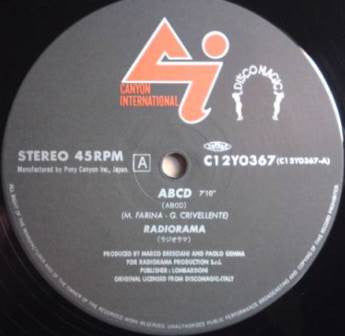 CANYON
INTERNATIONAL
DISCOMAGIC
STEREO 45RPM
Manufactured by Pony Canyon Inc., Japan.
A
C12Y0367 (C12Y0367-A)
ABCD 7'10"
(ABCD)
(M. FARINA - G. CRIVELLENTE)
RADIORAMA
(ラジオラマ)
PRODUCED BY MARCO BRESCIANI AND PAOLO GEMMA
FOR RADIORAMA PRODUCTION S.r.l.
PUBLISHER : LOMBARDONI
ORIGINAL LICENSED FROM DISCOMAGIC-ITALY